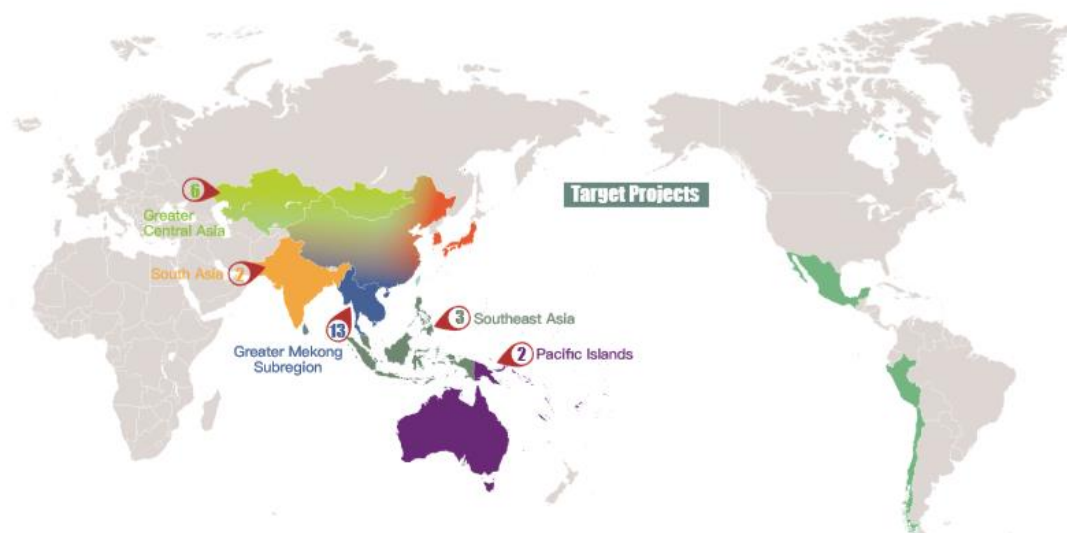 Target Projects
6
Greater
Central Asia
South Asia
2
3
Southeast Asia
13
Greater Mekong
Subregion
2
Pacific Islands